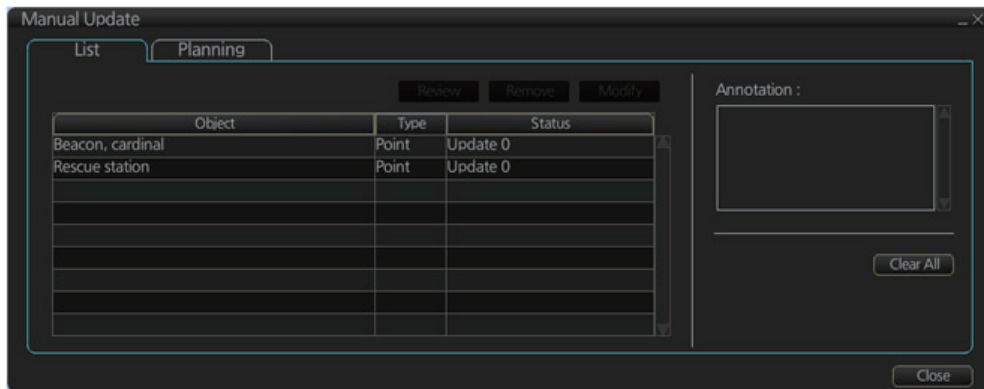 Manual Update
List
Planning
Review Remove Modify
Annotation :
Object Type Status
Beacon, cardinal Point Update 0
Rescue station Point Update 0
Clear All
Close